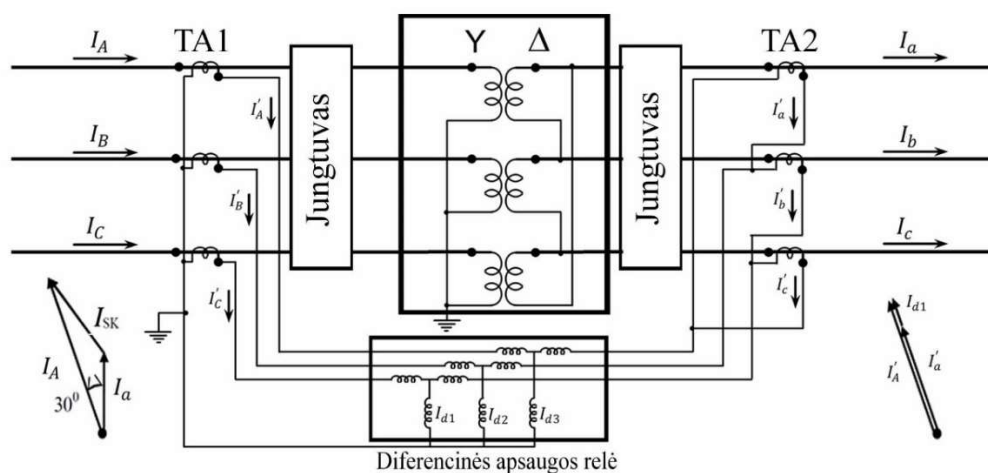 I_A
TA1
Y
Δ
TA2
I_a
I'_A
I'_a
I_B
I_b
Jungtuvas
Jungtuvas
I'_B
I'_b
I_C
I_c
I'_C
I'_c
I_SK
I_A
30⁰
I_a
I_d1
I'_A
I'_a
I_d1
I_d2
I_d3
Diferencinės apsaugos relė